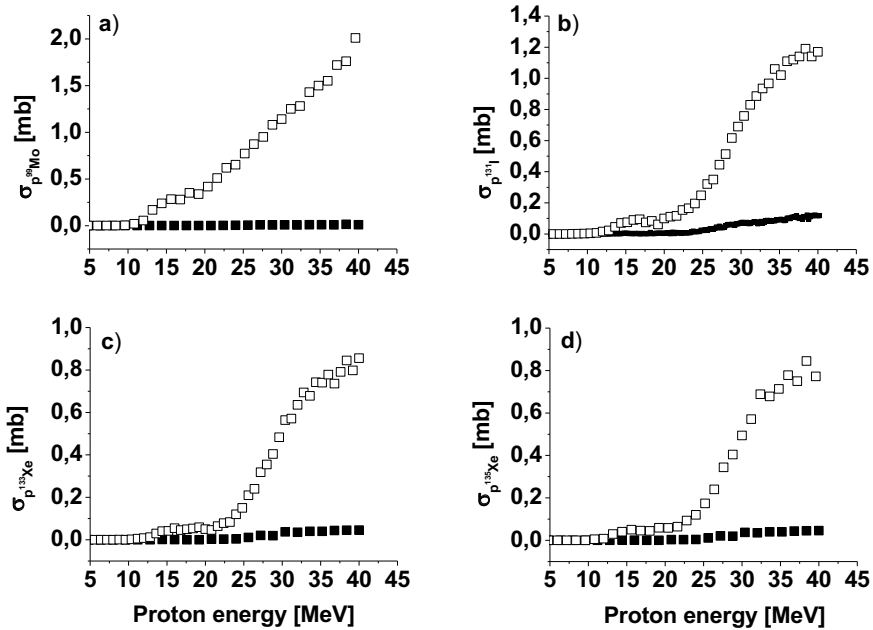 a)
2,0
1,5
1,0
0,5
0,0
σp99Mo [mb]
5 10 15 20 25 30 35 40 45
b)
1,4
1,2
1,0
0,8
0,6
0,4
0,2
0,0
σp131I [mb]
5 10 15 20 25 30 35 40 45
c)
1,0
0,8
0,6
0,4
0,2
0,0
σp133Xe [mb]
5 10 15 20 25 30 35 40 45
Proton energy [MeV]
d)
1,0
0,8
0,6
0,4
0,2
0,0
σp135Xe [mb]
5 10 15 20 25 30 35 40 45
Proton energy [MeV]